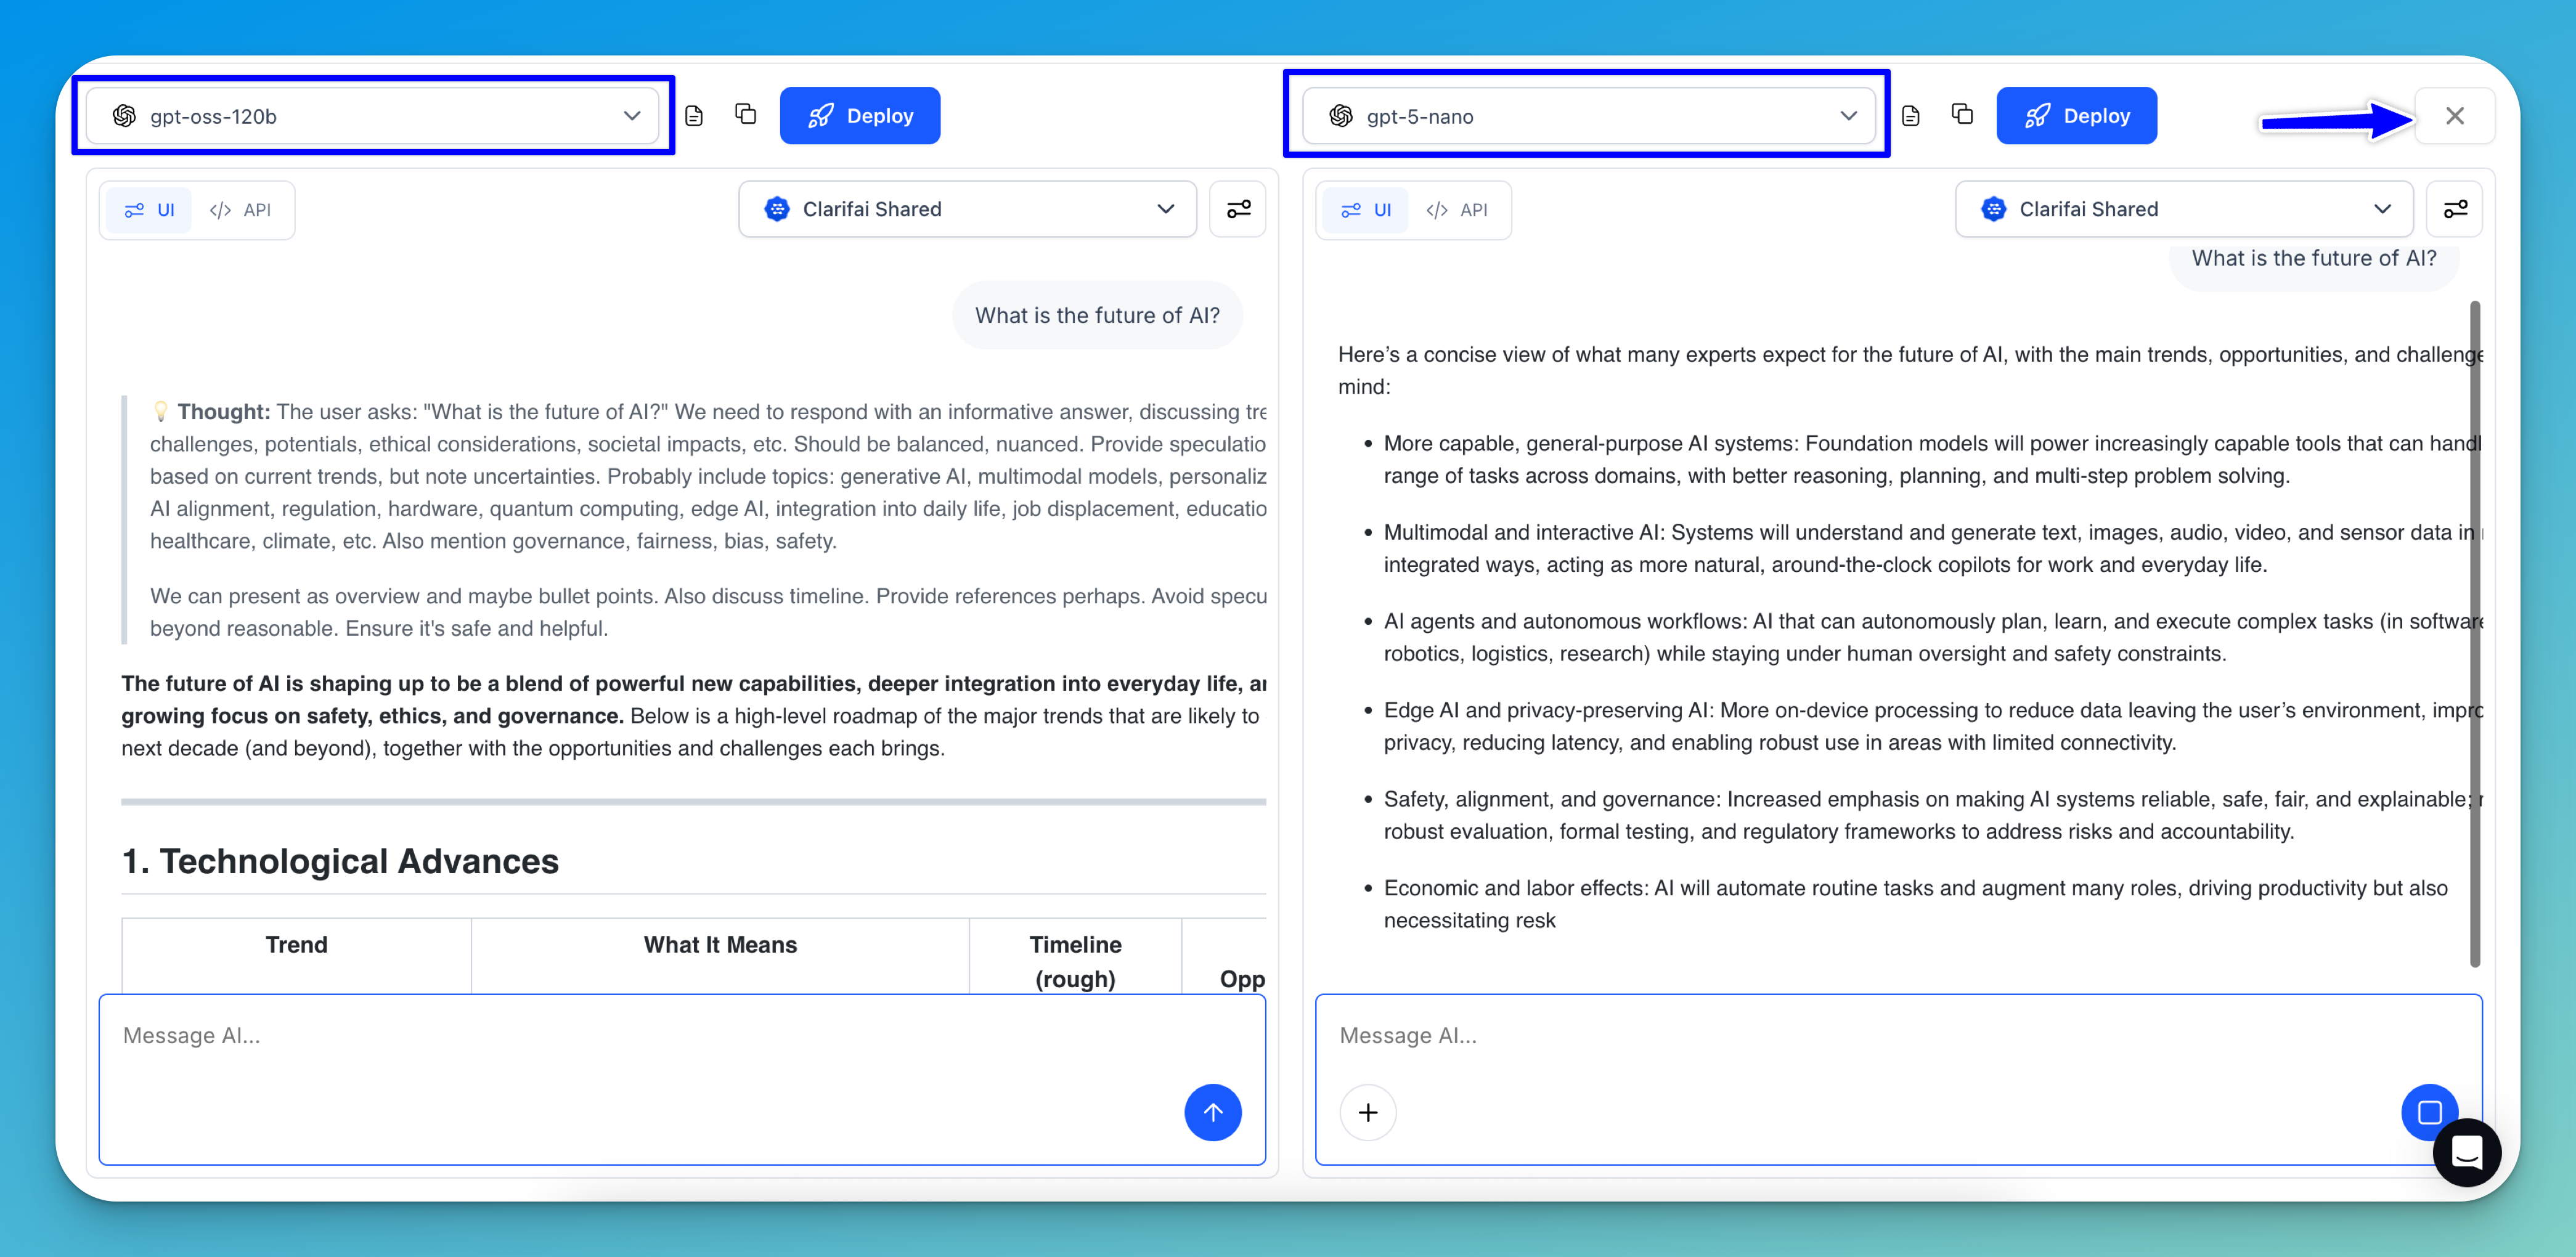 gpt-oss-120b
Deploy
gpt-5-nano
Deploy
UI
</> API
Clarifai Shared
What is the future of AI?
💡 Thought: The user asks: "What is the future of AI?" We need to respond with an informative answer, discussing tre
challenges, potentials, ethical considerations, societal impacts, etc. Should be balanced, nuanced. Provide speculatio
based on current trends, but note uncertainties. Probably include topics: generative AI, multimodal models, personaliz
AI alignment, regulation, hardware, quantum computing, edge AI, integration into daily life, job displacement, educatio
healthcare, climate, etc. Also mention governance, fairness, bias, safety.
We can present as overview and maybe bullet points. Also discuss timeline. Provide references perhaps. Avoid specu
beyond reasonable. Ensure it's safe and helpful.
The future of AI is shaping up to be a blend of powerful new capabilities, deeper integration into everyday life, ar
growing focus on safety, ethics, and governance. Below is a high-level roadmap of the major trends that are likely to
next decade (and beyond), together with the opportunities and challenges each brings.
1. Technological Advances
Trend
What It Means
Timeline
(rough)
Opp
Message AI...
UI
</> API
Clarifai Shared
What is the future of AI?
Here’s a concise view of what many experts expect for the future of AI, with the main trends, opportunities, and challenge
mind:
• More capable, general-purpose AI systems: Foundation models will power increasingly capable tools that can handl
range of tasks across domains, with better reasoning, planning, and multi-step problem solving.
• Multimodal and interactive AI: Systems will understand and generate text, images, audio, video, and sensor data in
integrated ways, acting as more natural, around-the-clock copilots for work and everyday life.
• AI agents and autonomous workflows: AI that can autonomously plan, learn, and execute complex tasks (in software
robotics, logistics, research) while staying under human oversight and safety constraints.
• Edge AI and privacy-preserving AI: More on-device processing to reduce data leaving the user’s environment, impro
privacy, reducing latency, and enabling robust use in areas with limited connectivity.
• Safety, alignment, and governance: Increased emphasis on making AI systems reliable, safe, fair, and explainable;
robust evaluation, formal testing, and regulatory frameworks to address risks and accountability.
• Economic and labor effects: AI will automate routine tasks and augment many roles, driving productivity but also
necessitating resk
Message AI...